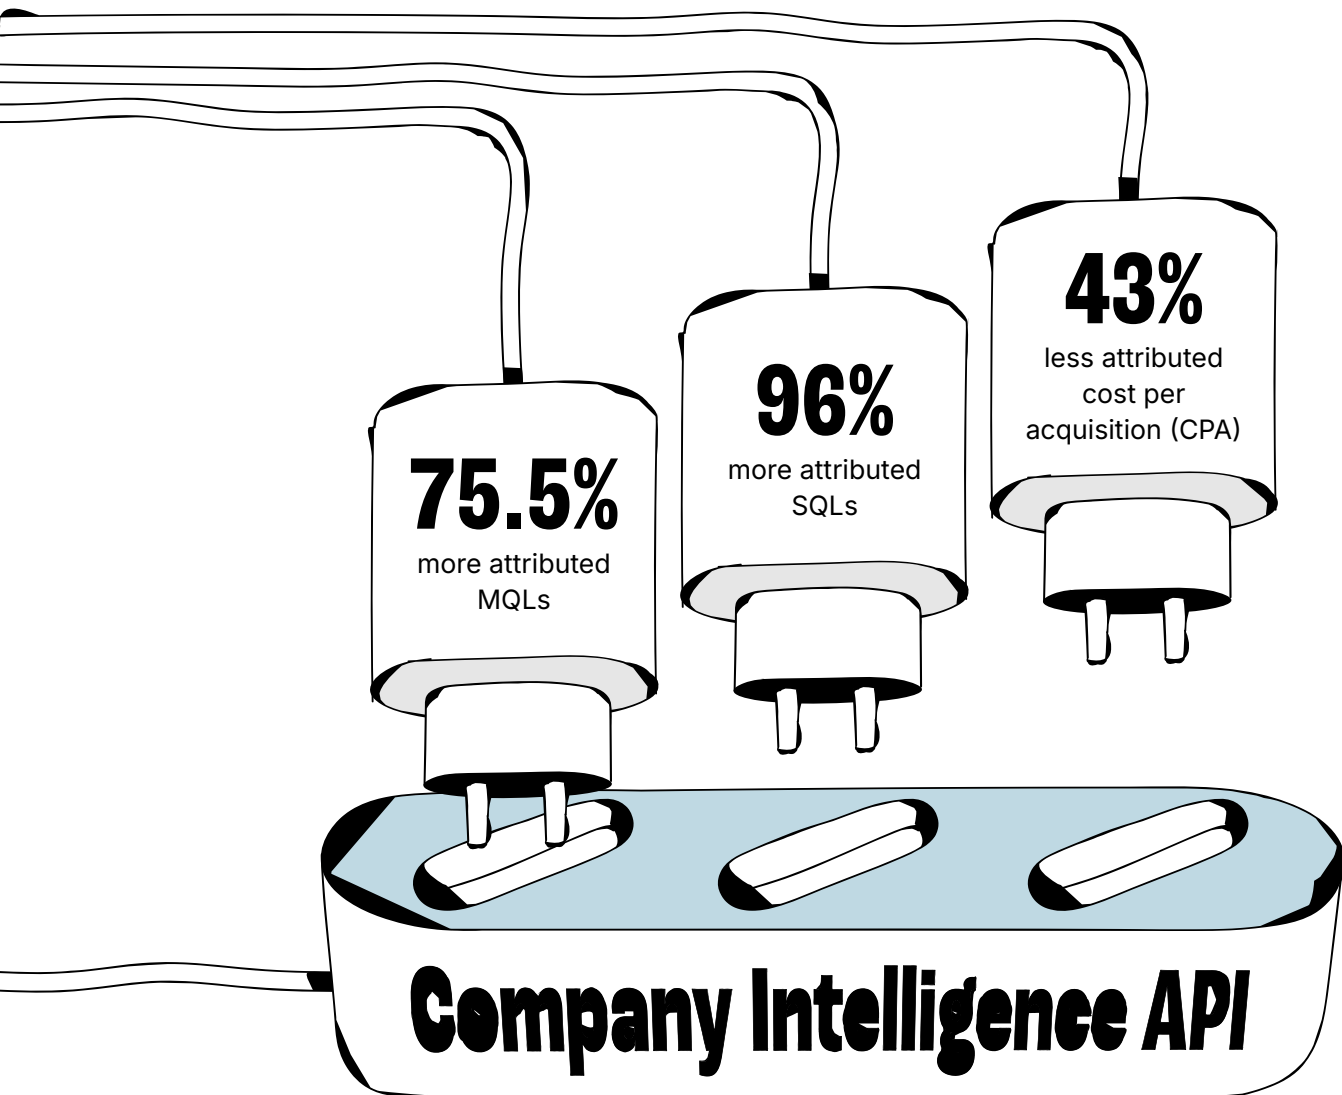 75.5%
more attributed
MQLs
96%
more attributed
SQLs
43%
less attributed
cost per
acquisition (CPA)
Company Intelligence API